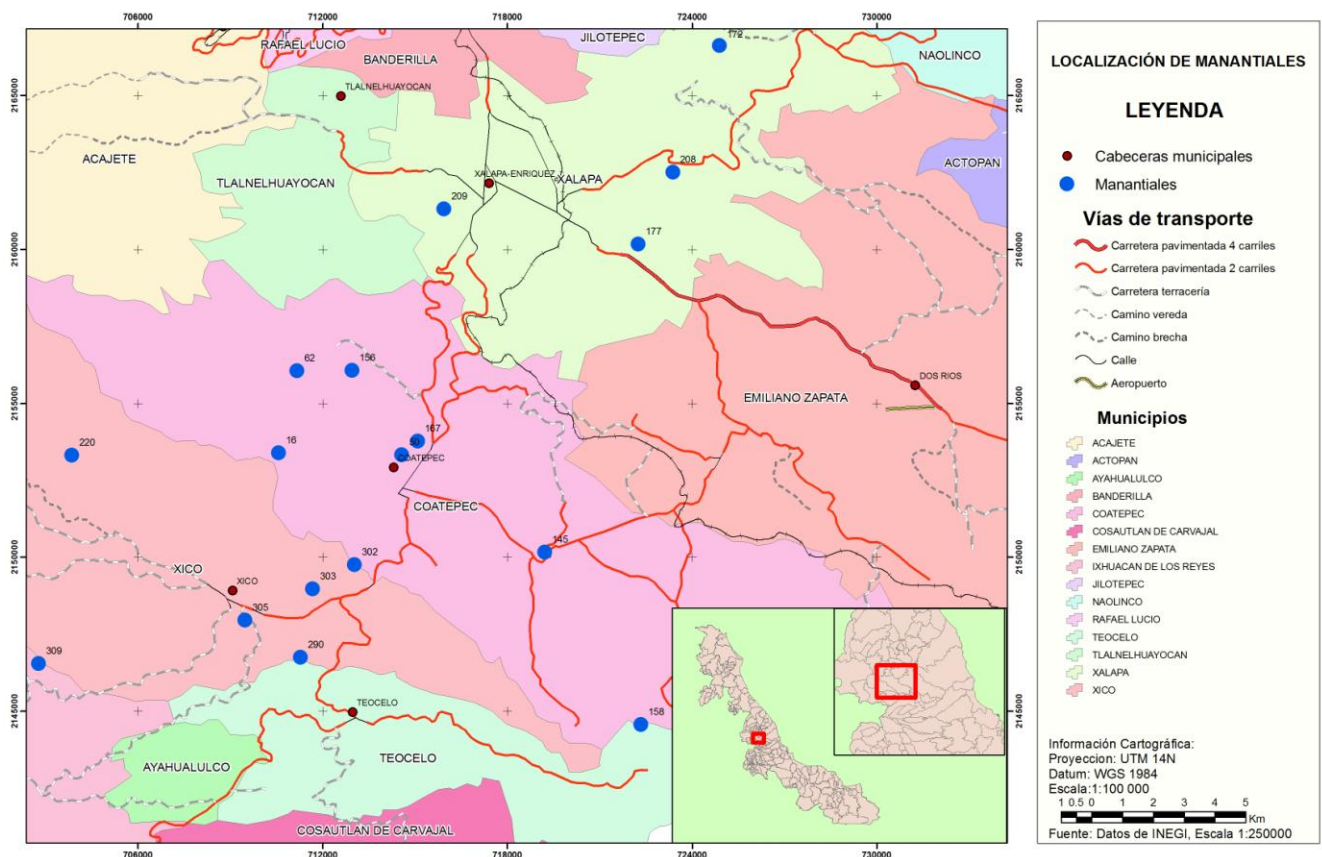 706000 712000 718000 724000 730000
RAFAEL LUCIO
JILOTEPEC
BANDERILLA
NAOLINCO
2165000
TLALNELHUAYOCAN
2165000
ACAJETE
208
ACTOPAN
TLALNELHUAYOCAN
XALAPA-ENRIQUEZ
XALAPA
209
177
2160000
2160000
62
156
DOS RIOS
2155000
EMILIANO ZAPATA
2155000
220
16
50
167
COATEPEC
COATEPEC
302
145
2150000
2150000
XICO
XICO
303
305
309
290
TEOCELO
158
2145000
2145000
AYAHUALULCO
TEOCELO
COSAUTLAN DE CARVAJAL
706000 712000 718000 724000 730000
LOCALIZACIÓN DE MANANTIALES
LEYENDA
Cabeceras municipales
Manantiales
Vías de transporte
Carretera pavimentada 4 carriles
Carretera pavimentada 2 carriles
Carretera terracería
Camino vereda
Camino brecha
Calle
Aeropuerto
Municipios
ACAJETE
ACTOPAN
AYAHUALULCO
BANDERILLA
COATEPEC
COSAUTLAN DE CARVAJAL
EMILIANO ZAPATA
IXHUACAN DE LOS REYES
JILOTEPEC
NAOLINCO
RAFAEL LUCIO
TEOCELO
TLALNELHUAYOCAN
XALAPA
XICO
Información Cartográfica:
Proyeccion: UTM 14N
Datum: WGS 1984
Escala:1:100 000
1 0.5 0 1 2 3 4 5
Km
Fuente: Datos de INEGI, Escala 1:250000